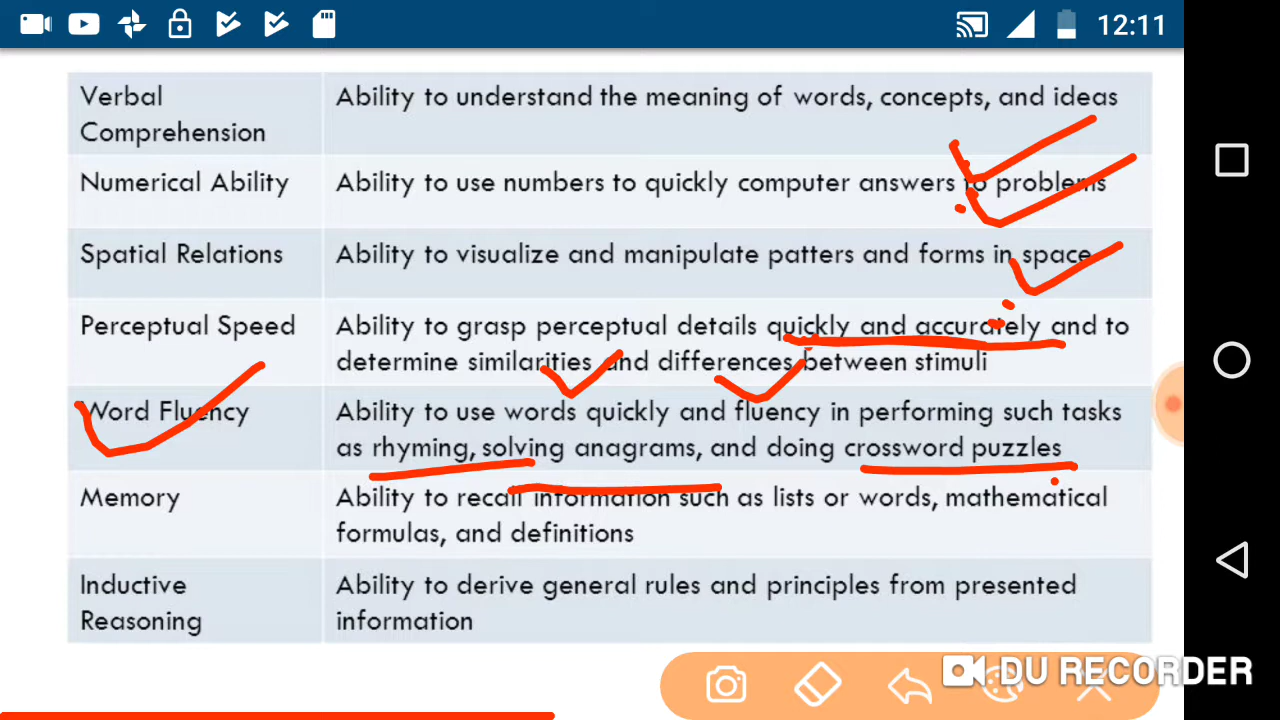 12:11
Verbal Comprehension
Ability to understand the meaning of words, concepts, and ideas
Numerical Ability
Ability to use numbers to quickly computer answers to problems
Spatial Relations
Ability to visualize and manipulate patters and forms in space
Perceptual Speed
Ability to grasp perceptual details quickly and accurately and to
determine similarities and differences between stimuli
Word Fluency
Ability to use words quickly and fluency in performing such tasks
as rhyming, solving anagrams, and doing crossword puzzles
Memory
Ability to recall information such as lists or words, mathematical
formulas, and definitions
Inductive Reasoning
Ability to derive general rules and principles from presented
information
DU RECORDER